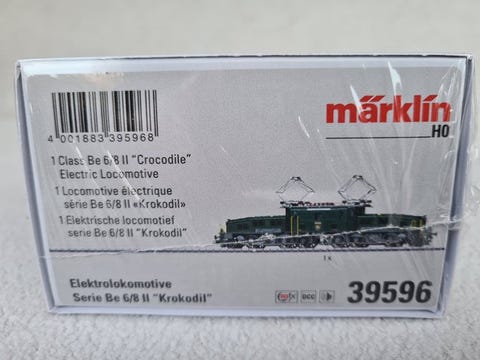 märklin
H0
4 001883 395968
1 Class Be 6/8 II "Crocodile"
Electric Locomotive
1 Locomotive électrique
série Be 6/8 II «Krokodil»
1 Elektrische locomotief
serie Be 6/8 II "Krokodil"
1 x
Elektrolokomotive
Serie Be 6/8 II "Krokodil"
mfx
DCC
39596